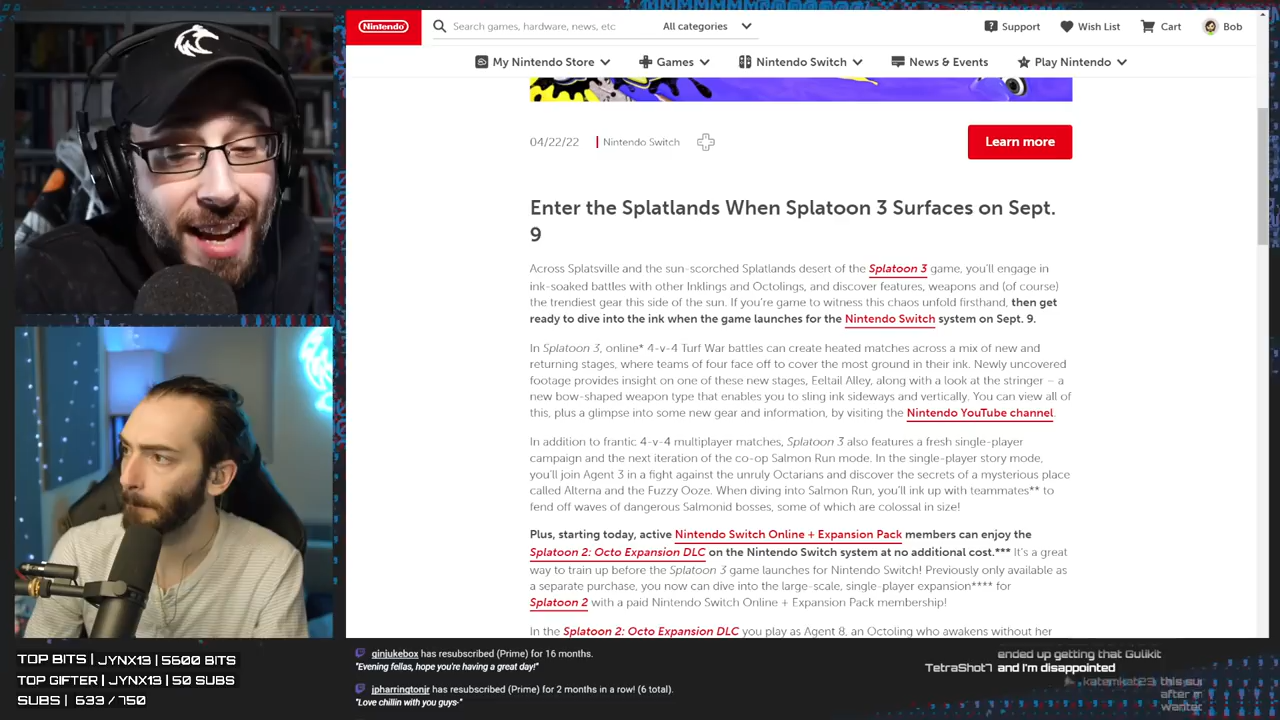 Nintendo
Search games, hardware, news, etc
All categories
Support
Wish List
Cart
Bob
My Nintendo Store
Games
Nintendo Switch
News & Events
Play Nintendo
04/22/22
Nintendo Switch
Learn more
Enter the Splatlands When Splatoon 3 Surfaces on Sept.
9
Across Splatsville and the sun-scorched Splatlands desert of the Splatoon 3 game, you'll engage in
ink-soaked battles with other Inklings and Octolings, and discover features, weapons and (of course)
the trendiest gear this side of the sun. If you're game to witness this chaos unfold firsthand, then get
ready to dive into the ink when the game launches for the Nintendo Switch system on Sept. 9.
In Splatoon 3, online* 4-v-4 Turf War battles can create heated matches across a mix of new and
returning stages, where teams of four face off to cover the most ground in their ink. Newly uncovered
footage provides insight on one of these new stages, Eeltail Alley, along with a look at the stringer – a
new bow-shaped weapon type that enables you to sling ink sideways and vertically. You can view all of
this, plus a glimpse into some new gear and information, by visiting the Nintendo YouTube channel.
In addition to frantic 4-v-4 multiplayer matches, Splatoon 3 also features a fresh single-player
campaign and the next iteration of the co-op Salmon Run mode. In the single-player story mode,
you'll join Agent 3 in a fight against the unruly Octarians and discover the secrets of a mysterious place
called Alterna and the Fuzzy Ooze. When diving into Salmon Run, you'll ink up with teammates** to
fend off waves of dangerous Salmonid bosses, some of which are colossal in size!
Plus, starting today, active Nintendo Switch Online + Expansion Pack members can enjoy the
Splatoon 2: Octo Expansion DLC on the Nintendo Switch system at no additional cost.*** It's a great
way to train up before the Splatoon 3 game launches for Nintendo Switch! Previously only available as
a separate purchase, you now can dive into the large-scale, single-player expansion**** for
Splatoon 2 with a paid Nintendo Switch Online + Expansion Pack membership!
In the Splatoon 2: Octo Expansion DLC you play as Agent 8, an Octoling who awakens without her
TOP BITS | JYNX13 | 5600 BITS
TOP GIFTER | JYNX13 | 50 SUBS
SUBS | 633 / 750
ginjukebox has resubscribed (Prime) for 16 months.
"Evening fellas, hope you're having a great day!"
jpharringtonjr has resubscribed (Prime) for 2 months in a row! (6 total).
"Love chillin with you guys-"
ended up getting that Gulikit
TetraShot7 and i'm disappointed
katemkat23 this su
after m
wante